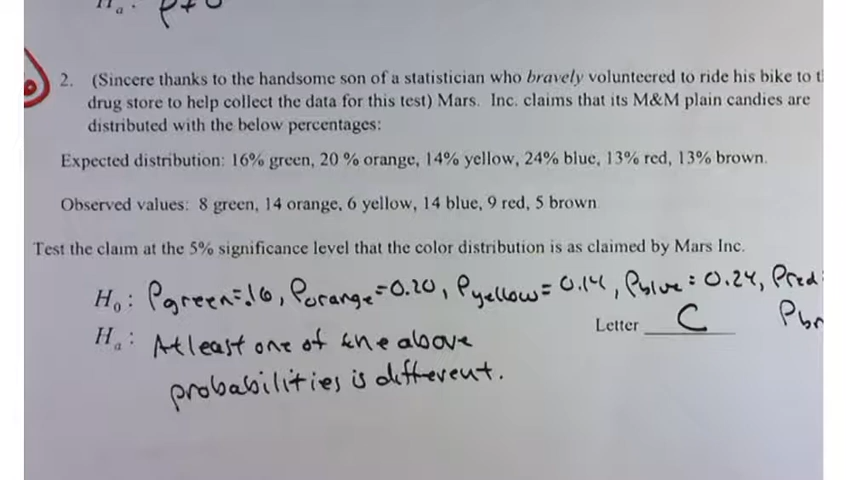 Hₐ: p ≠ 0
2. (Sincere thanks to the handsome son of a statistician who bravely volunteered to ride his bike to t
drug store to help collect the data for this test) Mars. Inc. claims that its M&M plain candies are
distributed with the below percentages:
Expected distribution: 16% green, 20 % orange, 14% yellow, 24% blue, 13% red, 13% brown.
Observed values: 8 green, 14 orange, 6 yellow, 14 blue, 9 red, 5 brown
Test the claim at the 5% significance level that the color distribution is as claimed by Mars Inc.
H₀: Pgreen=.16, Porange=0.20, Pyellow=0.14, Pblue=0.24, Pred=
Letter C Pbr
Hₐ: At least one of the above
probabilities is different.